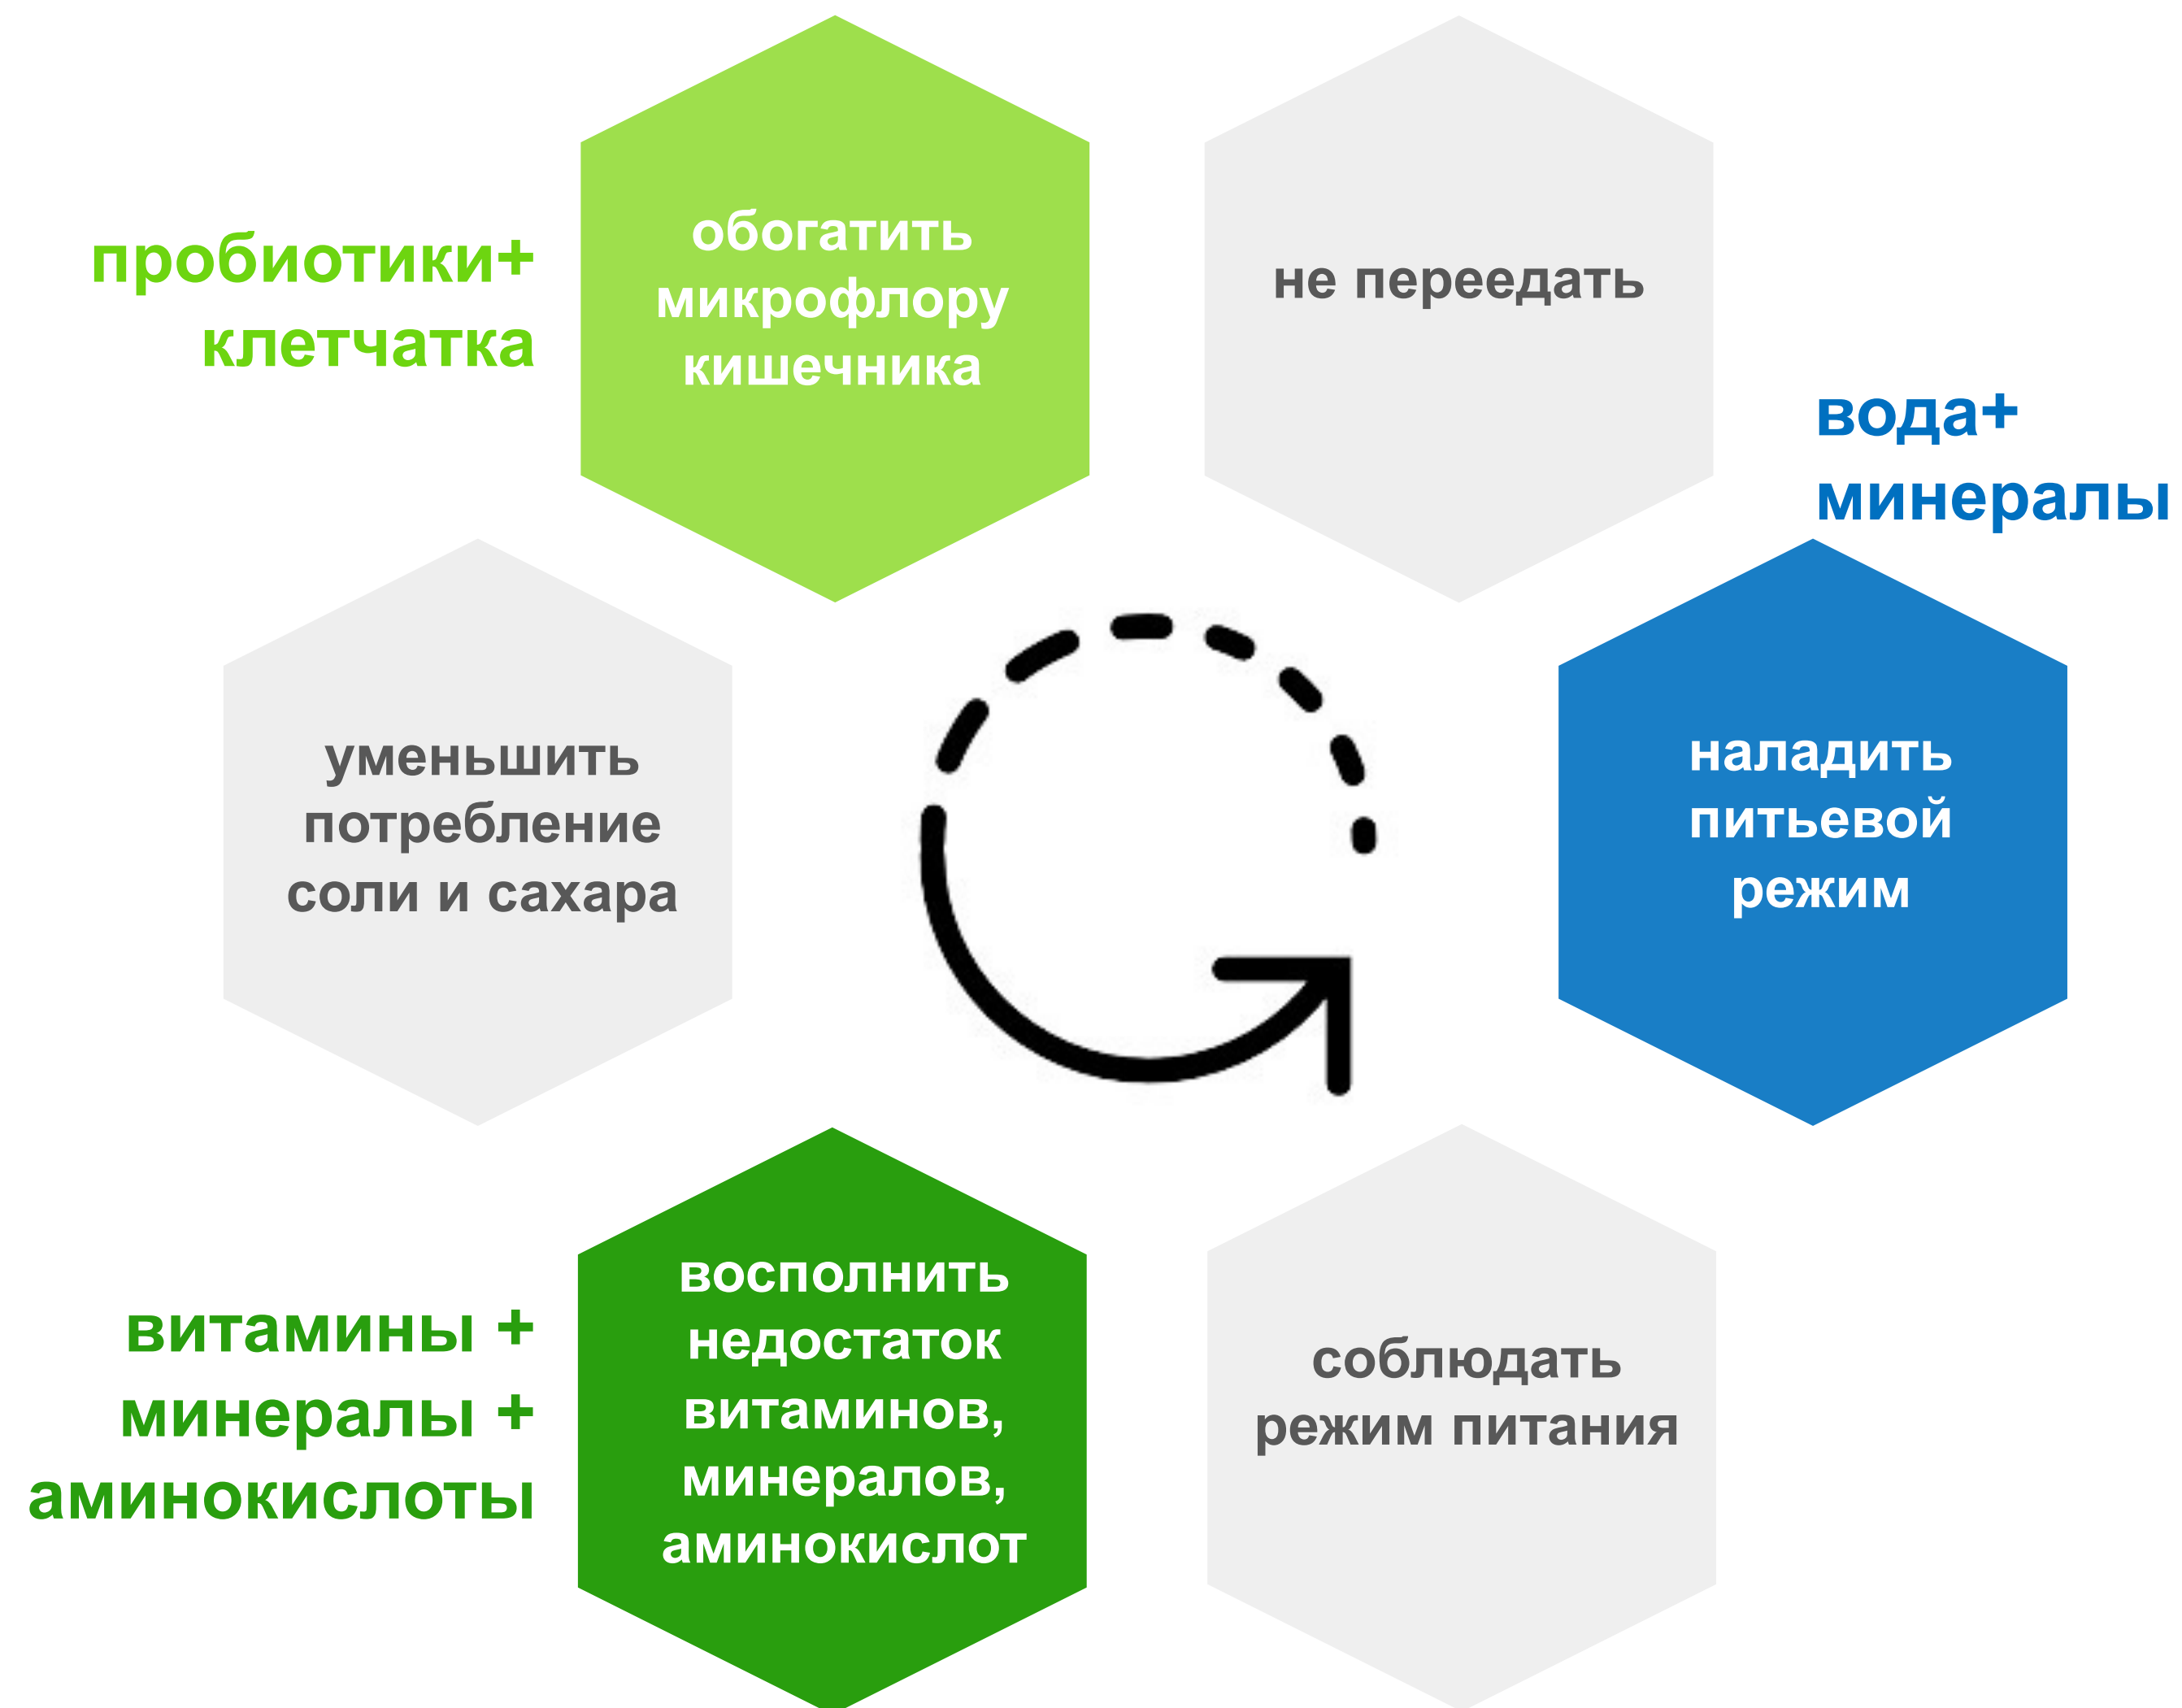 пробиотики+
клетчатка
обогатить
микрофлору
кишечника
не переедать
вода+
минералы
уменьшить
потребление
соли и сахара
наладить
питьевой
режим
витамины +
минералы +
аминокислоты
восполнить
недостаток
витаминов,
минералов,
аминокислот
соблюдать
режим питания